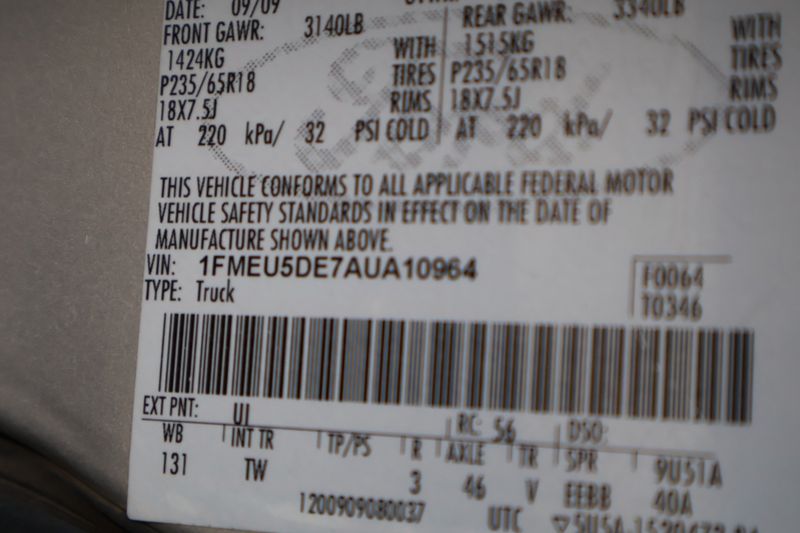 DATE: 09/09
FRONT GAWR: 3140LB REAR GAWR: 3340LB
1424KG WITH 1515KG WITH
P235/65R18 TIRES P235/65R18 TIRES
18X7.5J RIMS 18X7.5J RIMS
AT 220 kPa/ 32 PSI COLD AT 220 kPa/ 32 PSI COLD
THIS VEHICLE CONFORMS TO ALL APPLICABLE FEDERAL MOTOR
VEHICLE SAFETY STANDARDS IN EFFECT ON THE DATE OF
MANUFACTURE SHOWN ABOVE.
VIN: 1FMEU5DE7AUA10964
F0064
TYPE: Truck
T0346
EXT PNT: UI RC: 56 DSO:
WB INT TR TP/PS R AXLE TR SPR 9U51A
131 TW 3 46 V EEBB 40A
1200909080037 UTC